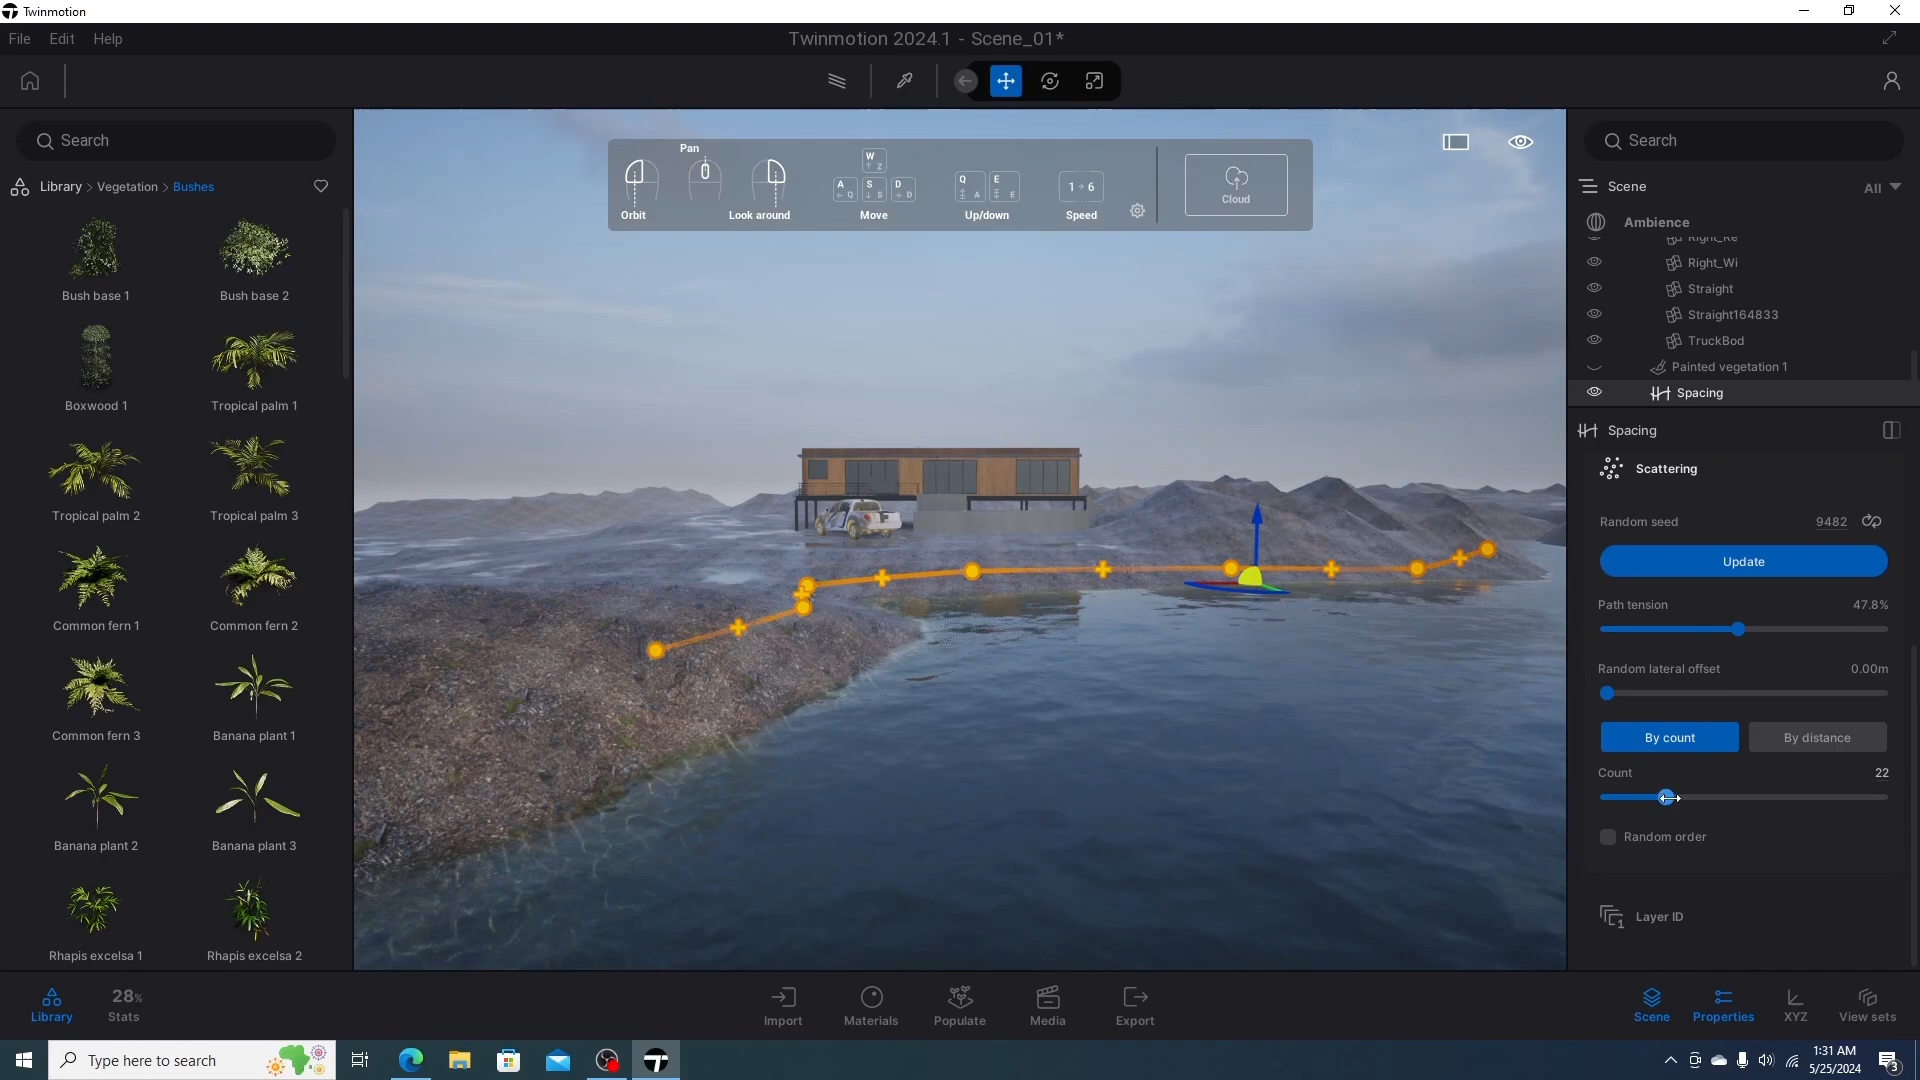 Twinmotion
File Edit Help
Twinmotion 2024.1 - Scene_01*
Search
Library > Vegetation > Bushes
Bush base 1
Bush base 2
Boxwood 1
Tropical palm 1
Tropical palm 2
Tropical palm 3
Common fern 1
Common fern 2
Common fern 3
Banana plant 1
Banana plant 2
Banana plant 3
Rhapis excelsa 1
Rhapis excelsa 2
Pan
Orbit
Look around
W
Z
A
Q
S
S
D
D
Move
Q
A
E
E
Up/down
1 6
Speed
Cloud
Search
Scene
All
Ambience
Right_Re
Right_Wi
Straight
Straight164833
TruckBod
Painted vegetation 1
Spacing
Spacing
Scattering
Random seed 9482
Update
Path tension 47.8%
Random lateral offset 0.00m
By count By distance
Count 22
Random order
1 Layer ID
Library
28%
Stats
Import
Materials
Populate
Media
Export
Scene
Properties
XYZ
View sets
Type here to search
1:31 AM
5/25/2024
3